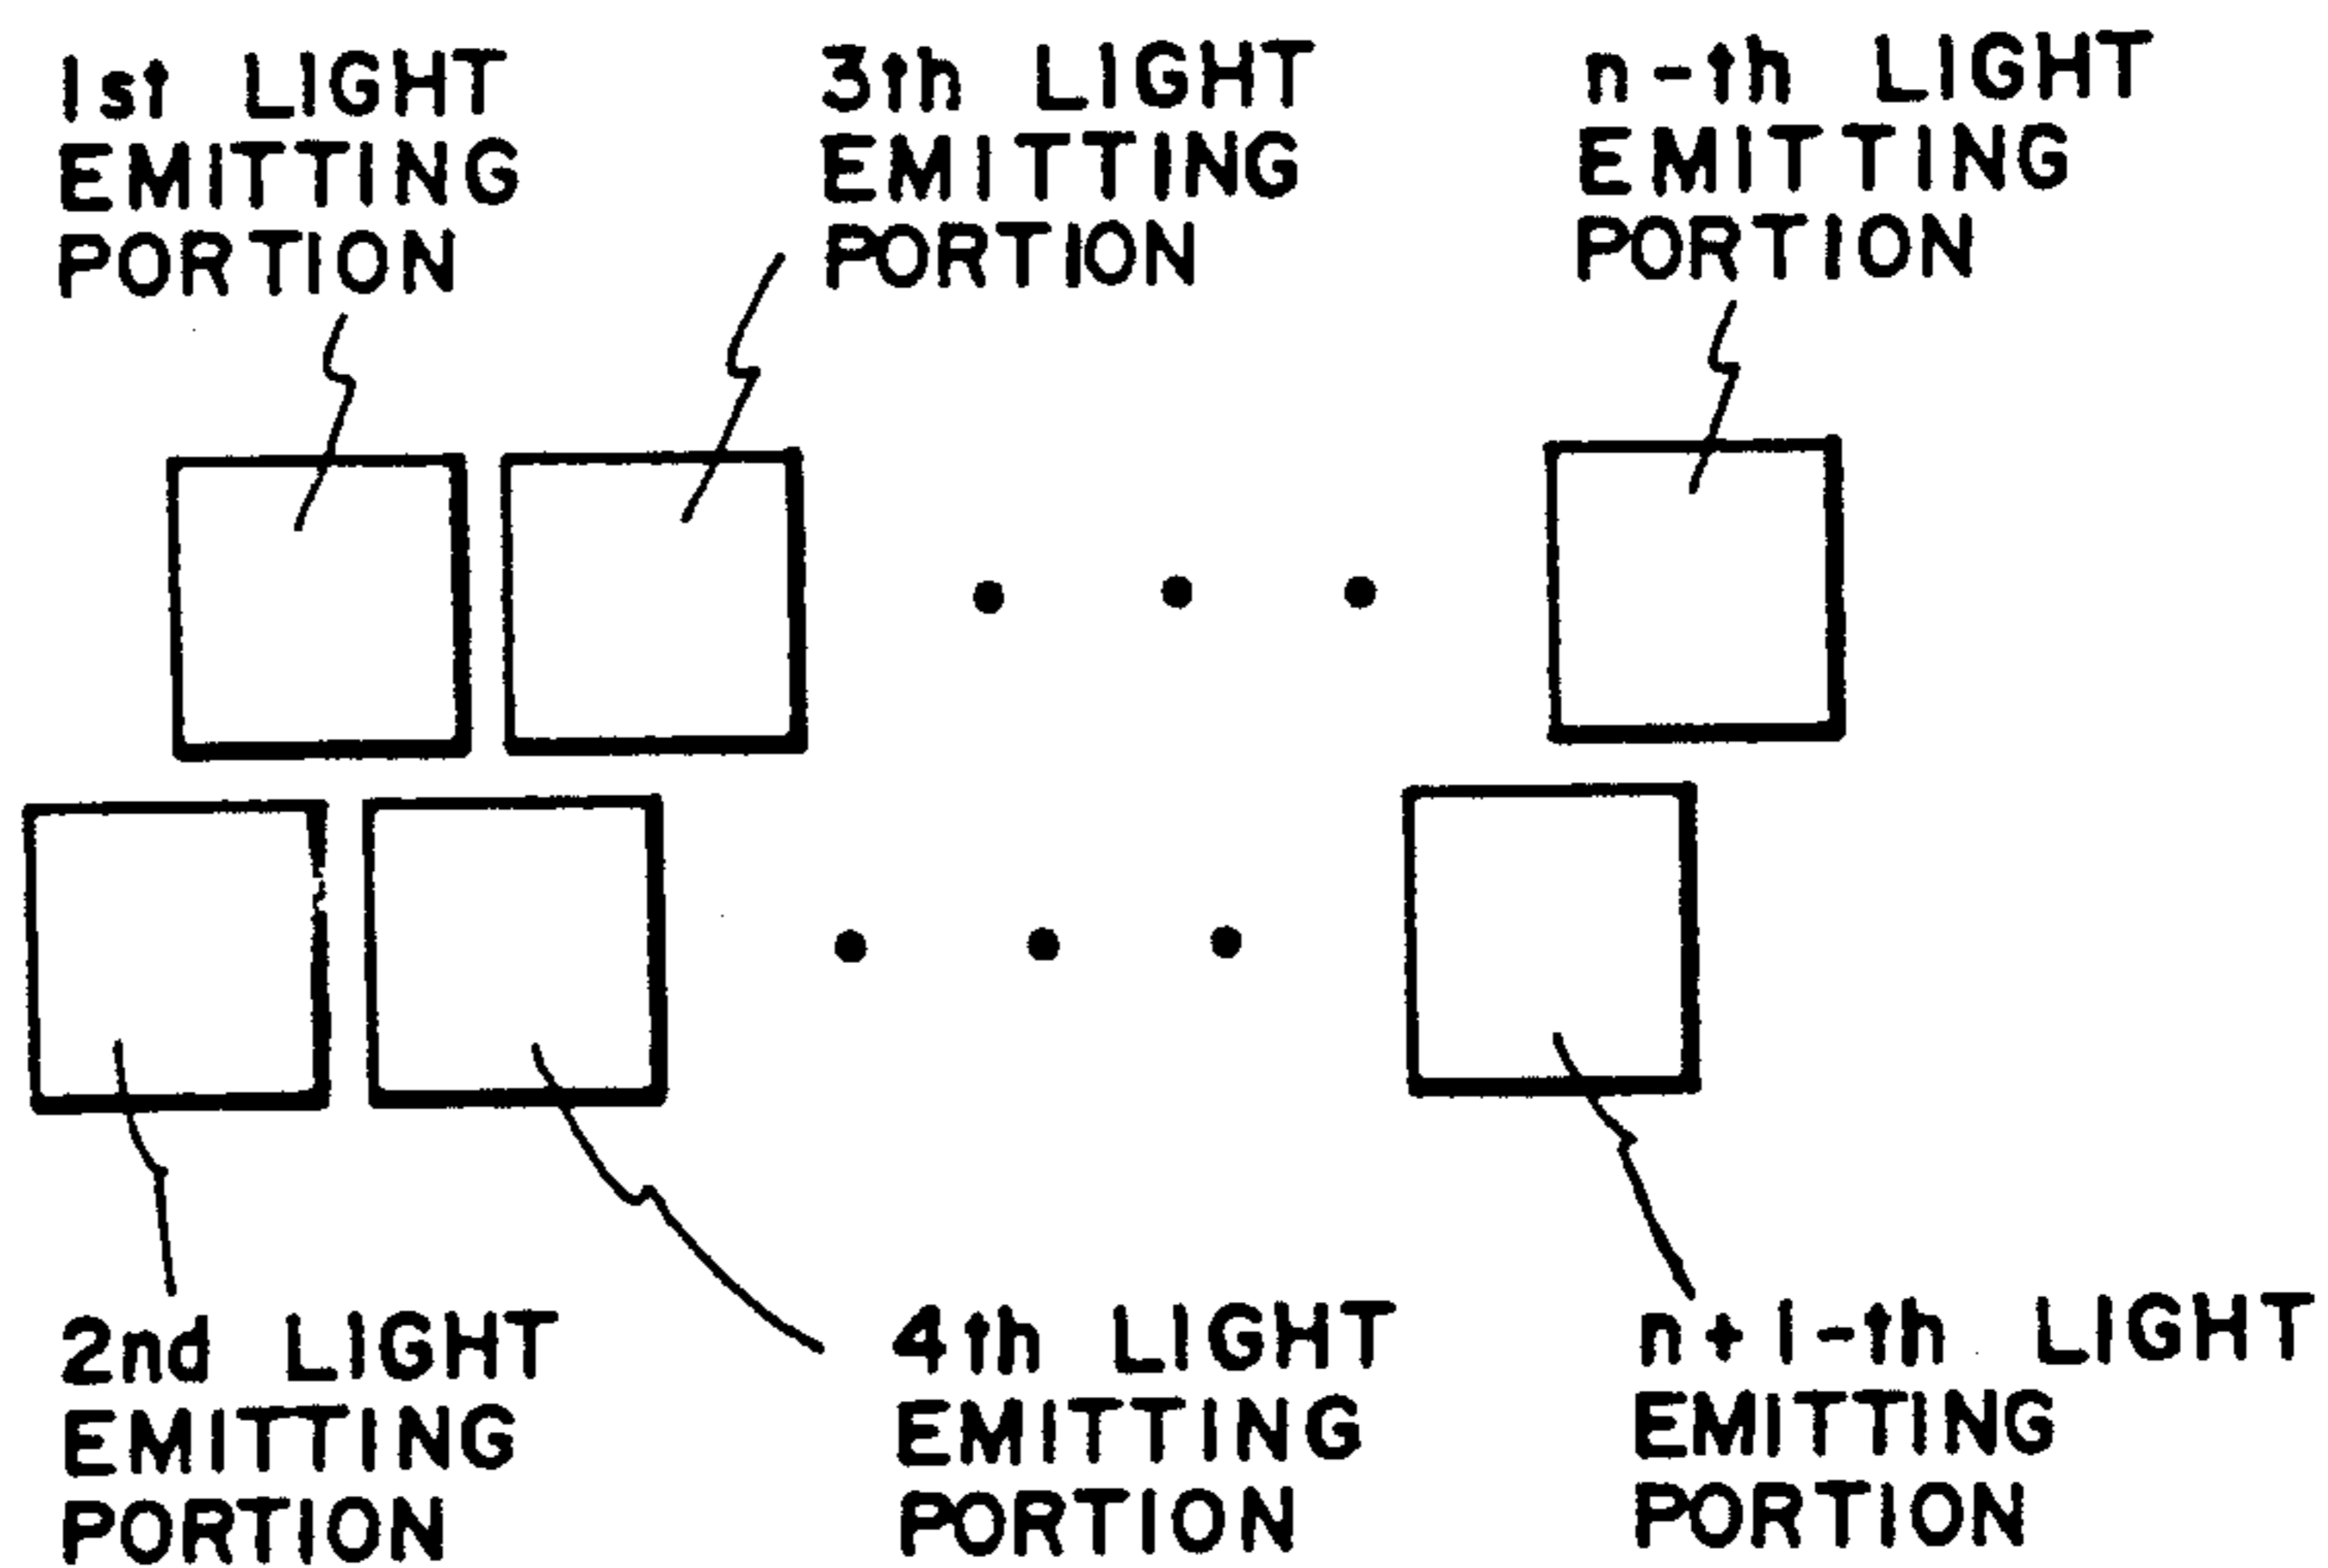 1st LIGHT
EMITTING
PORTION
3th LIGHT
EMITTING
PORTION
n-th LIGHT
EMITTING
PORTION
2nd LIGHT
EMITTING
PORTION
4th LIGHT
EMITTING
PORTION
n+1-th LIGHT
EMITTING
PORTION